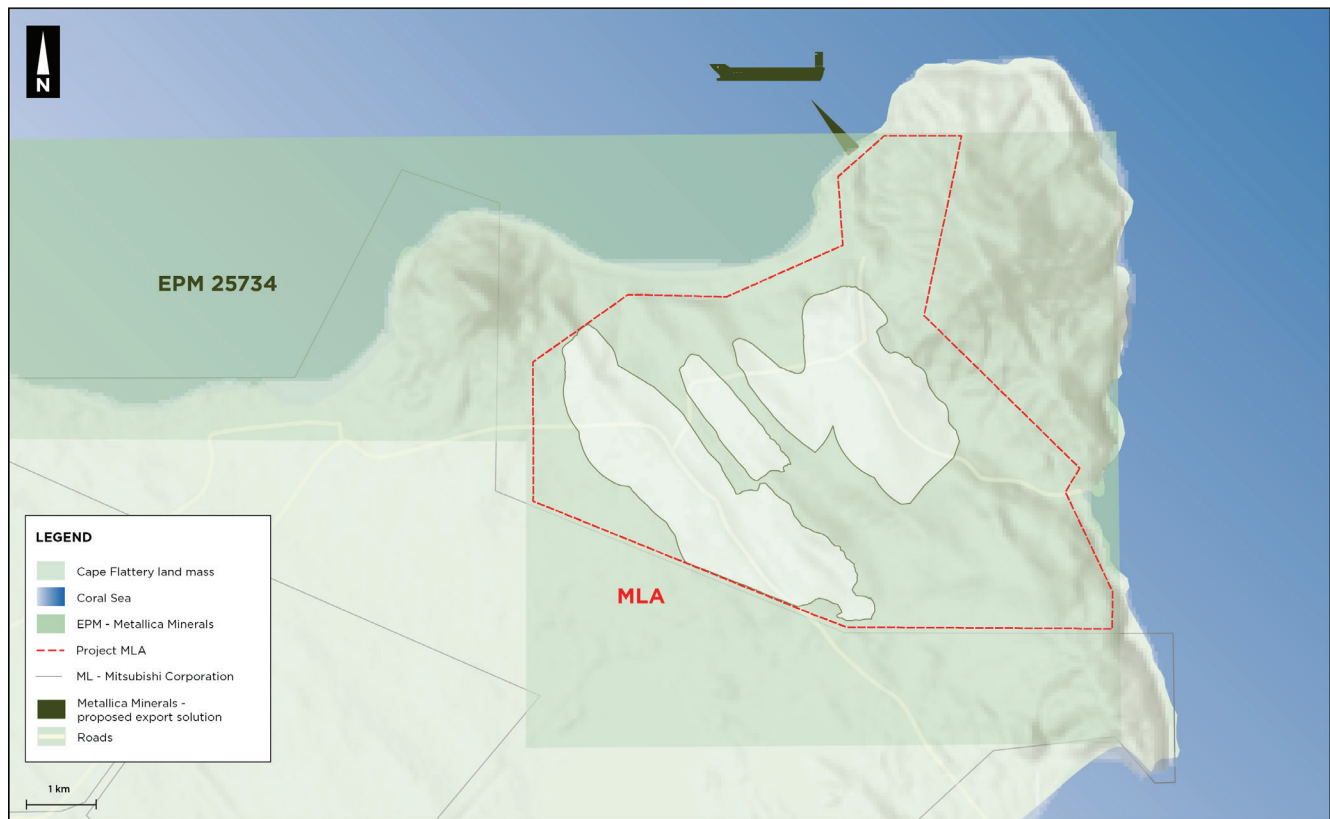 N
EPM 25734
MLA
LEGEND
Cape Flattery land mass
Coral Sea
EPM - Metallica Minerals
Project MLA
ML - Mitsubishi Corporation
Metallica Minerals -
proposed export solution
Roads
1 km